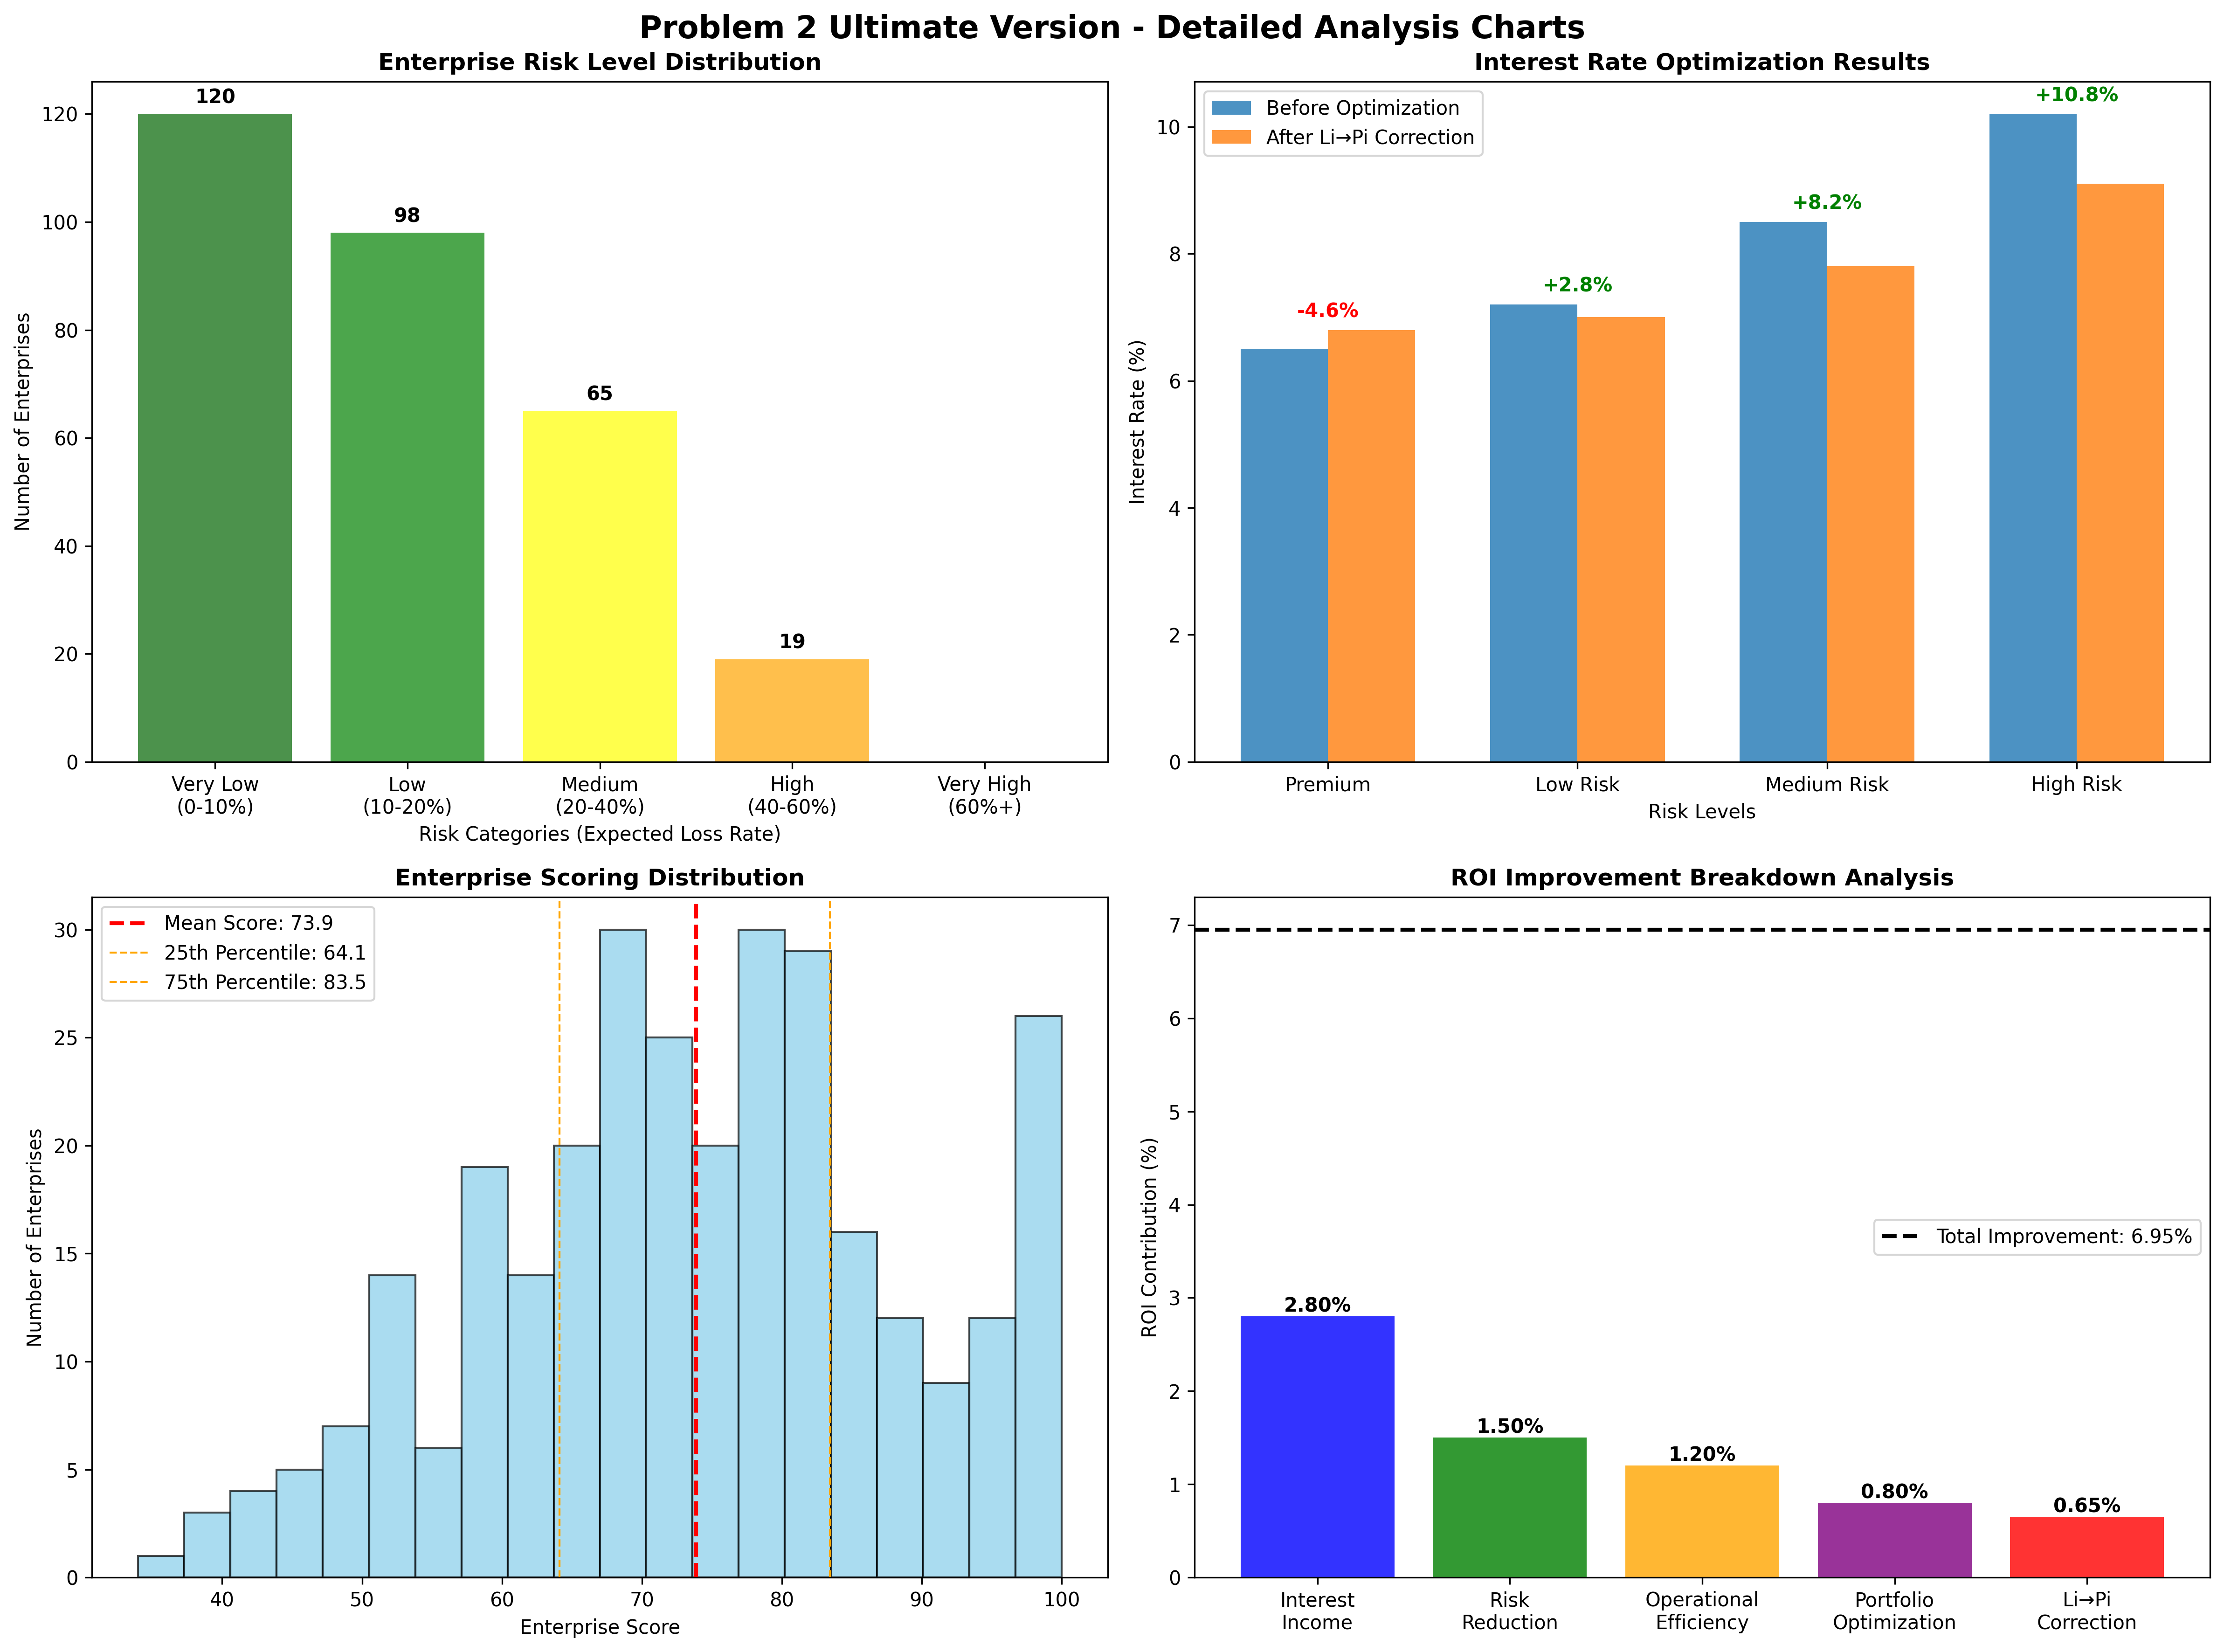 Problem 2 Ultimate Version - Detailed Analysis Charts
Enterprise Risk Level Distribution
Number of Enterprises
120
100
80
60
40
20
0
120
98
65
19
Very Low
(0-10%)
Low
(10-20%)
Medium
(20-40%)
High
(40-60%)
Very High
(60%+)
Risk Categories (Expected Loss Rate)
Interest Rate Optimization Results
Before Optimization
After Li→Pi Correction
Interest Rate (%)
10
8
6
4
2
0
-4.6%
+2.8%
+8.2%
+10.8%
Premium
Low Risk
Medium Risk
High Risk
Risk Levels
Enterprise Scoring Distribution
Mean Score: 73.9
25th Percentile: 64.1
75th Percentile: 83.5
Number of Enterprises
30
25
20
15
10
5
0
40
50
60
70
80
90
100
Enterprise Score
ROI Improvement Breakdown Analysis
Total Improvement: 6.95%
ROI Contribution (%)
7
6
5
4
3
2
1
0
2.80%
1.50%
1.20%
0.80%
0.65%
Interest
Income
Risk
Reduction
Operational
Efficiency
Portfolio
Optimization
Li→Pi
Correction